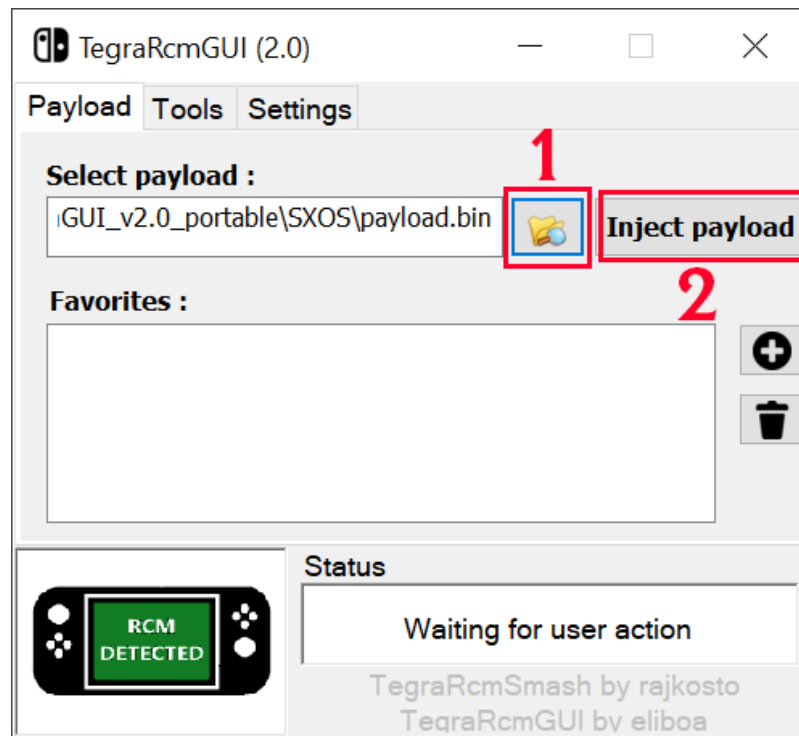 TegraRcmGUI (2.0)
Payload Tools Settings
1
Select payload :
GUI_v2.0_portable\SXOS\payload.bin
Inject payload
2
Favorites :
Status
RCM
DETECTED
Waiting for user action
TegraRcmSmash by rajkosto
TegraRcmGUI by eliboa